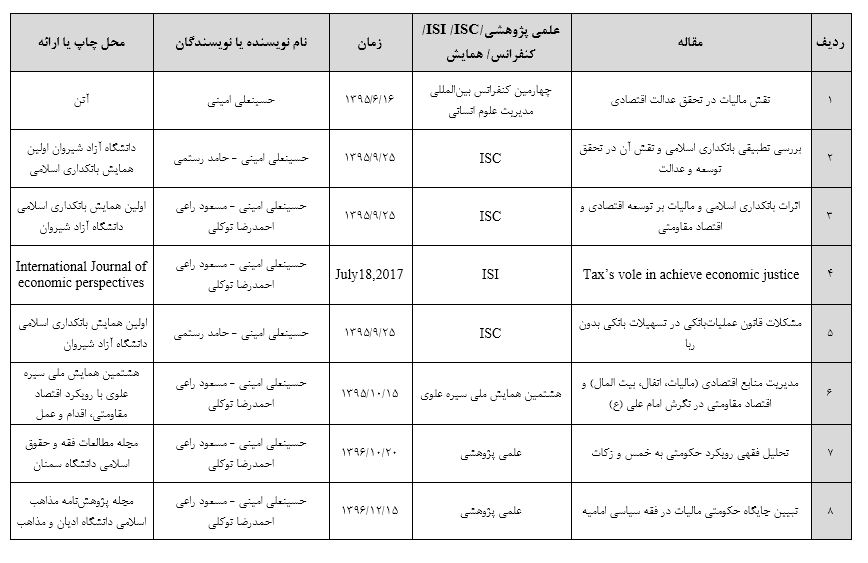 ردیف
مقاله
علمی پژوهشی/ISI /ISC/
کنفرانس/ همایش
زمان
نام نویسنده یا نویسندگان
محل چاپ یا ارائه
۱
نقش مالیات در تحقق عدالت اقتصادی
چهارمین کنفرانس بین‌المللی
مدیریت علوم انسانی
۱۳۹۵/۶/۱۶
حسینعلی امینی
آتن
۲
بررسی تطبیقی بانکداری اسلامی و نقش آن در تحقق
توسعه و عدالت
ISC
۱۳۹۵/۹/۲۵
حسینعلی امینی - حامد رستمی
دانشگاه آزاد شیروان اولین
همایش بانکداری اسلامی
۳
اثرات بانکداری اسلامی و مالیات بر توسعه اقتصادی و
اقتصاد مقاومتی
ISC
۱۳۹۵/۹/۲۵
حسینعلی امینی - مسعود راعی
احمدرضا توکلی
اولین همایش بانکداری اسلامی
دانشگاه آزاد شیروان
۴
Tax's vole in achieve economic justice
ISI
July18,2017
حسینعلی امینی - مسعود راعی
احمدرضا توکلی
International Journal of
economic perspectives
۵
مشکلات قانون عملیات‌بانکی در تسهیلات بانکی بدون
ربا
ISC
۱۳۹۵/۹/۲۵
حسینعلی امینی - حامد رستمی
اولین همایش بانکداری اسلامی
دانشگاه آزاد شیروان
۶
مدیریت منابع اقتصادی (مالیات، انفال، بیت المال) و
اقتصاد مقاومتی در نگرش امام علی (ع)
هشتمین همایش ملی سیره علوی
۱۳۹۵/۱۰/۱۵
حسینعلی امینی - مسعود راعی
احمدرضا توکلی
هشتمین همایش ملی سیره
علوی با رویکرد اقتصاد
مقاومتی، اقدام و عمل
۷
تحلیل فقهی رویکرد حکومتی به خمس و زکات
علمی پژوهشی
۱۳۹۶/۱۰/۲۰
حسینعلی امینی - مسعود راعی
احمدرضا توکلی
مجله مطالعات فقه و حقوق
اسلامی دانشگاه سمنان
۸
تبیین جایگاه حکومتی مالیات در فقه سیاسی امامیه
علمی پژوهشی
۱۳۹۶/۱۲/۱۵
حسینعلی امینی - مسعود راعی
احمدرضا توکلی
مجله پژوهش‌نامه مذاهب
اسلامی دانشگاه ادیان و مذاهب